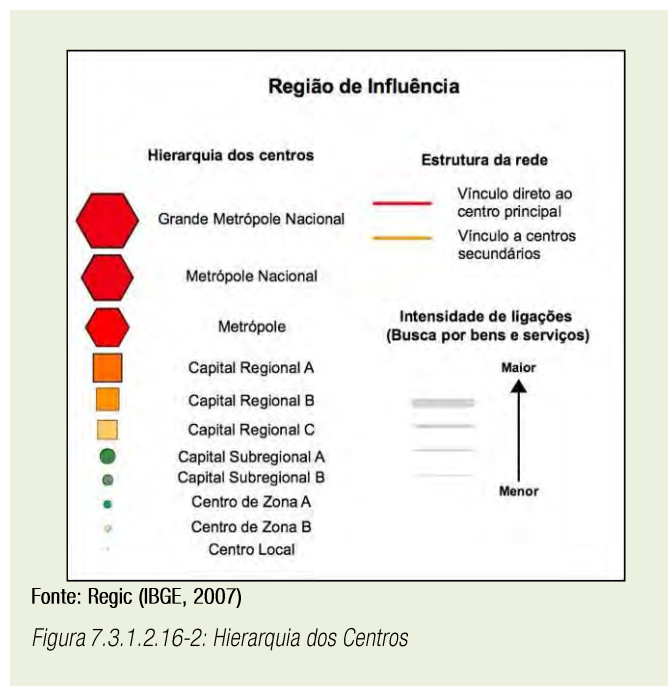 Região de Influência
Hierarquia dos centros
Grande Metrópole Nacional
Metrópole Nacional
Metrópole
Capital Regional A
Capital Regional B
Capital Regional C
Capital Subregional A
Capital Subregional B
Centro de Zona A
Centro de Zona B
Centro Local
Estrutura da rede
Vínculo direto ao
centro principal
Vínculo a centros
secundários
Intensidade de ligações
(Busca por bens e serviços)
Maior
Menor
Fonte: Regic (IBGE, 2007)
Figura 7.3.1.2.16-2: Hierarquia dos Centros